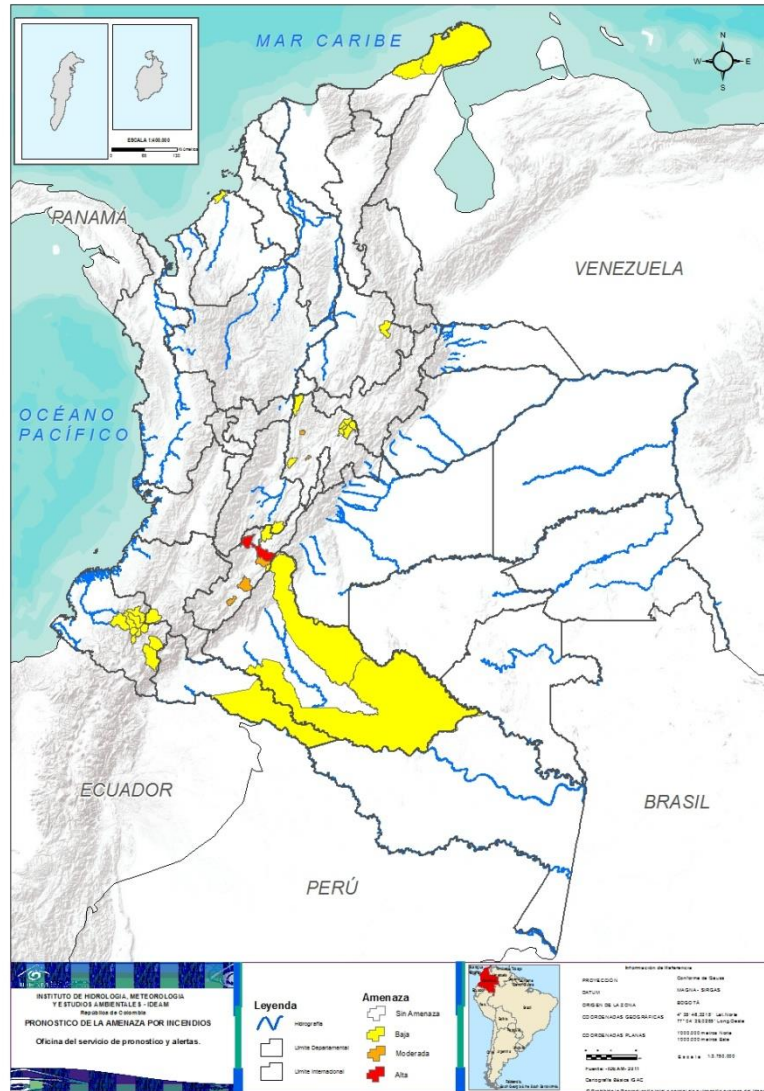 MAR CARIBE
N
W E
S
ESCALA 1:400.000
PANAMÁ
VENEZUELA
OCÉANO
PACÍFICO
ECUADOR
BRASIL
PERÚ
INSTITUTO DE HIDROLOGIA, METEOROLOGIA
Y ESTUDIOS AMBIENTALES - IDEAM
República de Colombia
PRONOSTICO DE LA AMENAZA POR INCENDIOS
Oficina del servicio de pronostico y alertas.
Leyenda
Hidrografía
Límite Departamental
Límite Internacional
Amenaza
Sin Amenaza
Baja
Moderada
Alta
Información de Referencia
PROYECCIÓN Conforme de Gauss
DATUM MAGNA - SIRGAS
ORIGEN DE LA ZONA BOGOTÁ
COORDENADAS GEOGRÁFICAS
COORDENADAS PLANAS 1000.000 metros Norte
1000.000 metros Este
Escala
Fuente: IDEAM 2011
Cartografía Básica IGAC